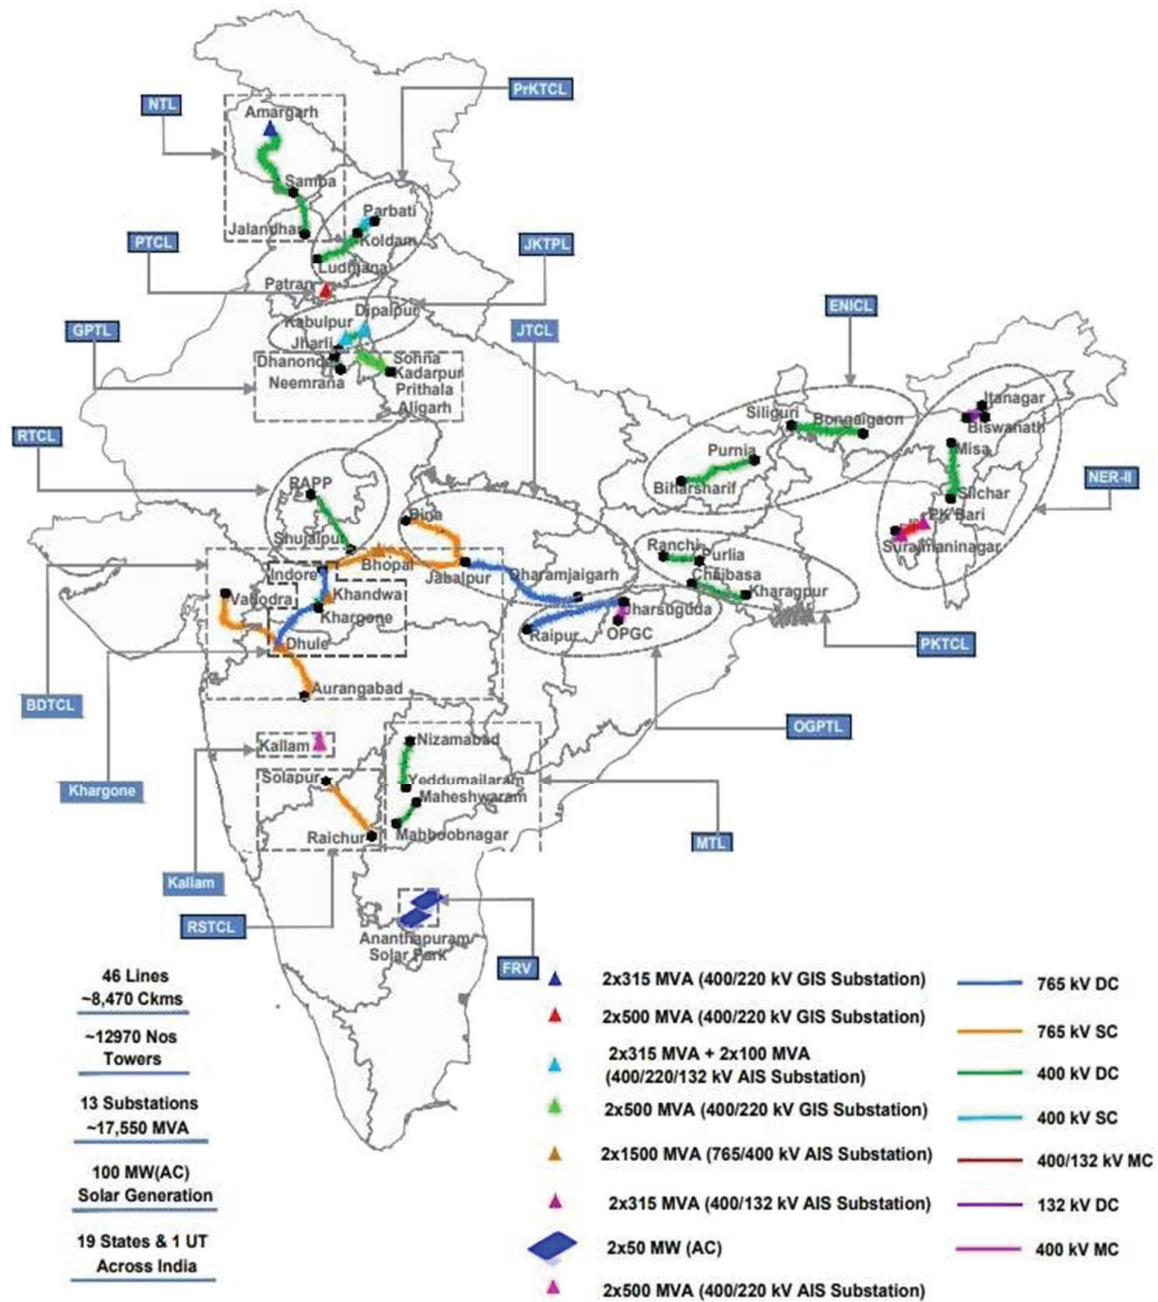 PrKTCL
NTL
Amargarh
Samba
Parbati
Jalandhar
Koldam
PTCL
JKTPL
Ludhiana
Patran
Dipalpur
ENICL
Kabulpur
GPTL
JTCL
Jharli
Dhanonda
Sohna
Neemrana
Kadarpur
Prithala
Itanagar
Aligarh
Siliguri
Bongaigaon
Biswanath
RTCL
Purnia
Misa
RAPP
Biharsharif
NER-II
Silchar
Bina
PK Bari
Shujalpur
Ranchi
Surajmaninagar
Purlia
Bhopal
Indore
Jabalpur
Dharamjaigarh
Chaibasa
Vadodra
Khandwa
Kharagpur
Khargone
Jharsuguda
Raipur
OPGC
Dhule
PKTCL
Aurangabad
BDTCL
OGPTL
Kallam
Nizamabad
Solapur
Yeddumailaram
Khargone
Maheshwaram
Raichur
Mahboobnagar
MTL
Kallam
RSTCL
Ananthapuram
Solar Park
FRV
46 Lines
~8,470 Ckms
~12970 Nos
Towers
13 Substations
~17,550 MVA
100 MW(AC)
Solar Generation
19 States & 1 UT
Across India
2x315 MVA (400/220 kV GIS Substation)
2x500 MVA (400/220 kV GIS Substation)
2x315 MVA + 2x100 MVA
(400/220/132 kV AIS Substation)
2x500 MVA (400/220 kV GIS Substation)
2x1500 MVA (765/400 kV AIS Substation)
2x315 MVA (400/132 kV AIS Substation)
2x50 MW (AC)
2x500 MVA (400/220 kV AIS Substation)
765 kV DC
765 kV SC
400 kV DC
400 kV SC
400/132 kV MC
132 kV DC
400 kV MC